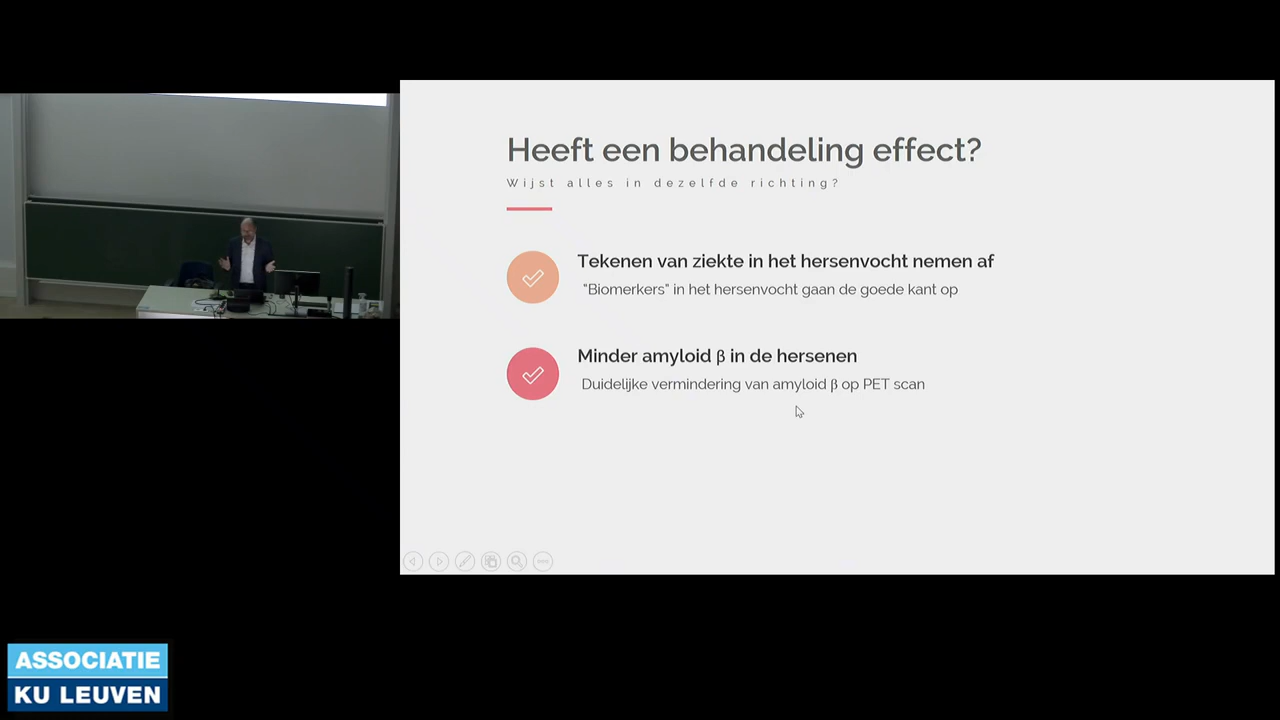 Heeft een behandeling effect?
Wijst alles in dezelfde richting?
Tekenen van ziekte in het hersenvocht nemen af
"Biomerkers" in het hersenvocht gaan de goede kant op
Minder amyloid β in de hersenen
Duidelijke vermindering van amyloid β op PET scan
ASSOCIATIE
KU LEUVEN